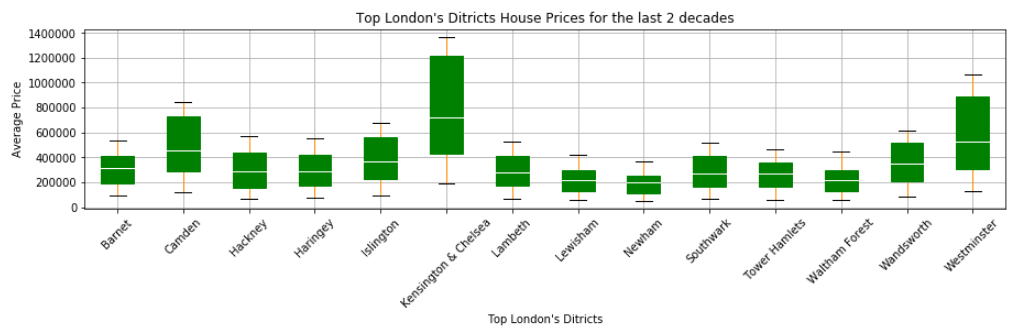 Top London's Ditricts House Prices for the last 2 decades
Average Price
1400000
1200000
1000000
800000
600000
400000
200000
0
Barnet
Camden
Hackney
Haringey
Islington
Kensington & Chelsea
Lambeth
Lewisham
Newham
Southwark
Tower Hamlets
Waltham Forest
Wandsworth
Westminster
Top London's Ditricts